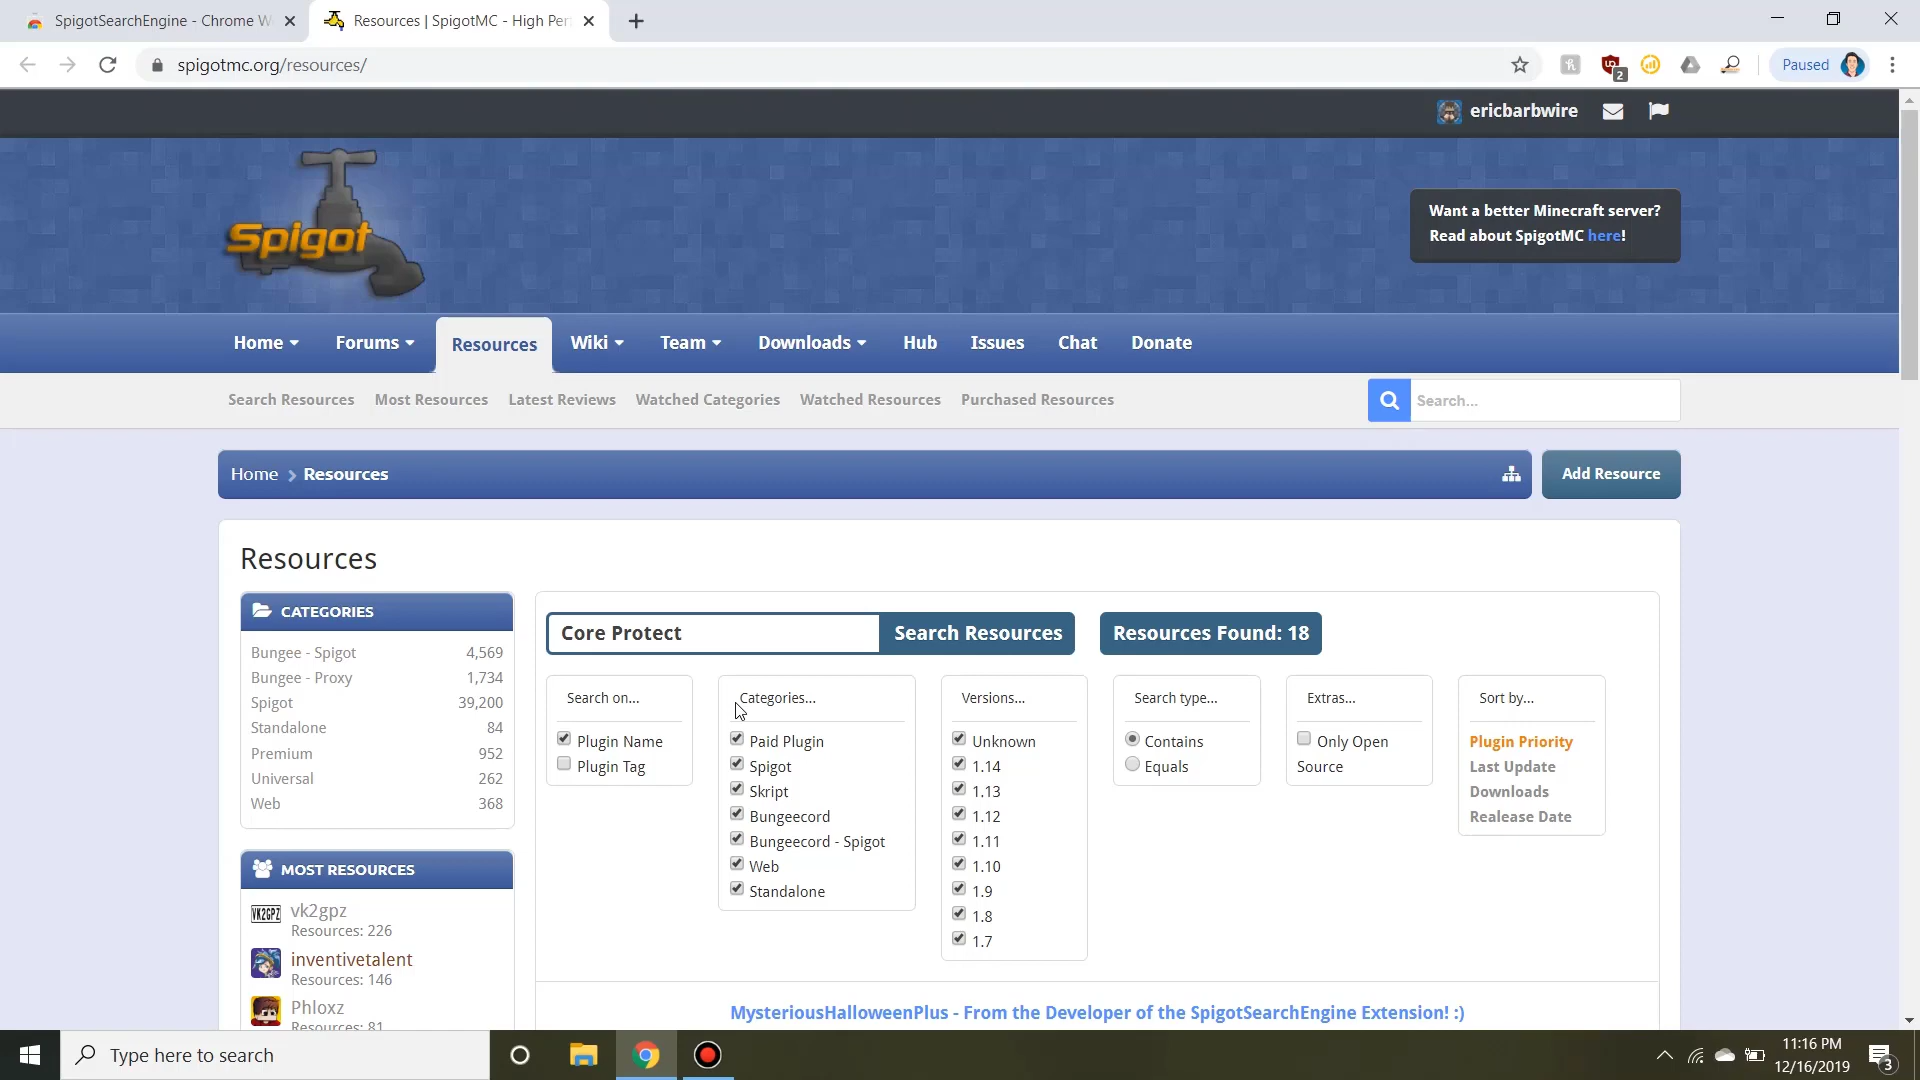 SpigotSearchEngine - Chrome W
Resources | SpigotMC - High Per
spigotmc.org/resources/
2
Paused
ericbarbwire
Spigot
Want a better Minecraft server?
Read about SpigotMC here!
Home
Forums
Resources
Wiki
Team
Downloads
Hub
Issues
Chat
Donate
Search Resources
Most Resources
Latest Reviews
Watched Categories
Watched Resources
Purchased Resources
Search...
Home
Resources
Add Resource
Resources
CATEGORIES
Bungee - Spigot 4,569
Bungee - Proxy 1,734
Spigot 39,200
Standalone 84
Premium 952
Universal 262
Web 368
MOST RESOURCES
VK2GPZ
vk2gpz
Resources: 226
inventivetalent
Resources: 146
Phloxz
Resources: 81
Core Protect
Search Resources
Resources Found: 18
Search on...
Plugin Name
Plugin Tag
Categories...
Paid Plugin
Spigot
Skript
Bungeecord
Bungeecord - Spigot
Web
Standalone
Versions...
Unknown
1.14
1.13
1.12
1.11
1.10
1.9
1.8
1.7
Search type...
Contains
Equals
Extras...
Only Open
Source
Sort by...
Plugin Priority
Last Update
Downloads
Realease Date
MysteriousHalloweenPlus - From the Developer of the SpigotSearchEngine Extension! :)
Type here to search
11:16 PM
12/16/2019
3